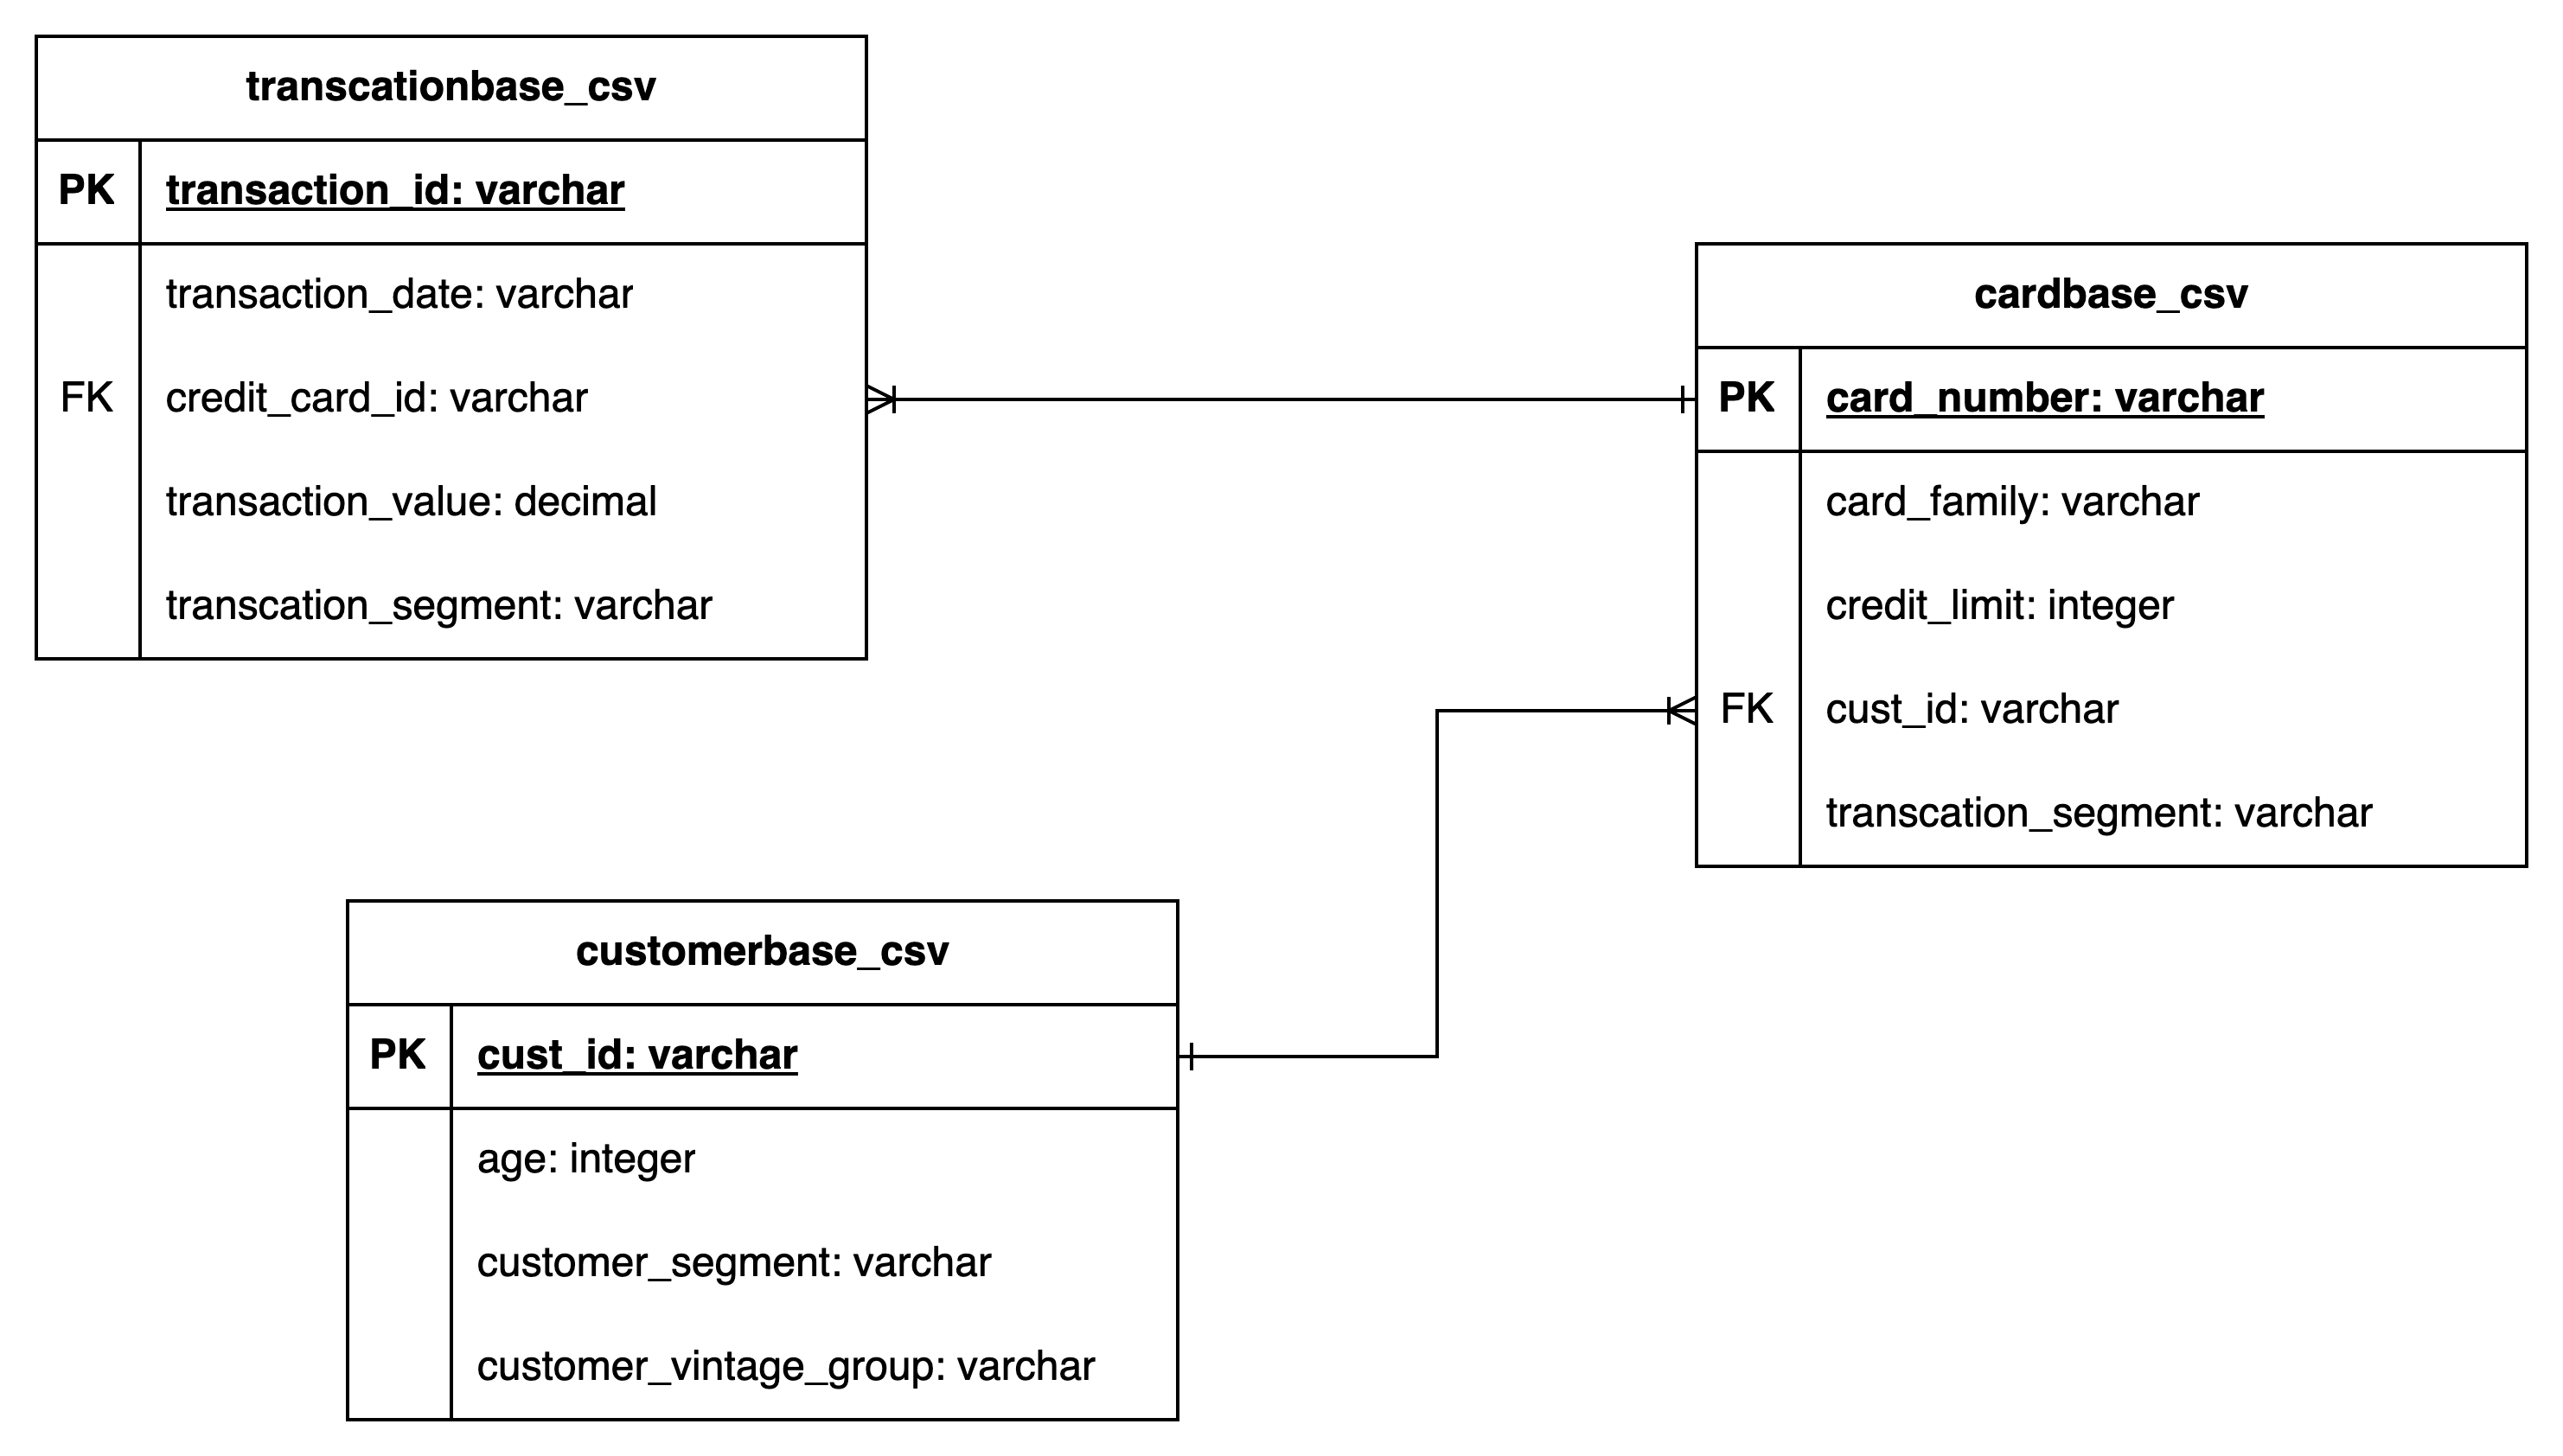 transcationbase_csv
PK transaction_id: varchar
transaction_date: varchar
FK credit_card_id: varchar
transaction_value: decimal
transcation_segment: varchar
cardbase_csv
PK card_number: varchar
card_family: varchar
credit_limit: integer
FK cust_id: varchar
transcation_segment: varchar
customerbase_csv
PK cust_id: varchar
age: integer
customer_segment: varchar
customer_vintage_group: varchar